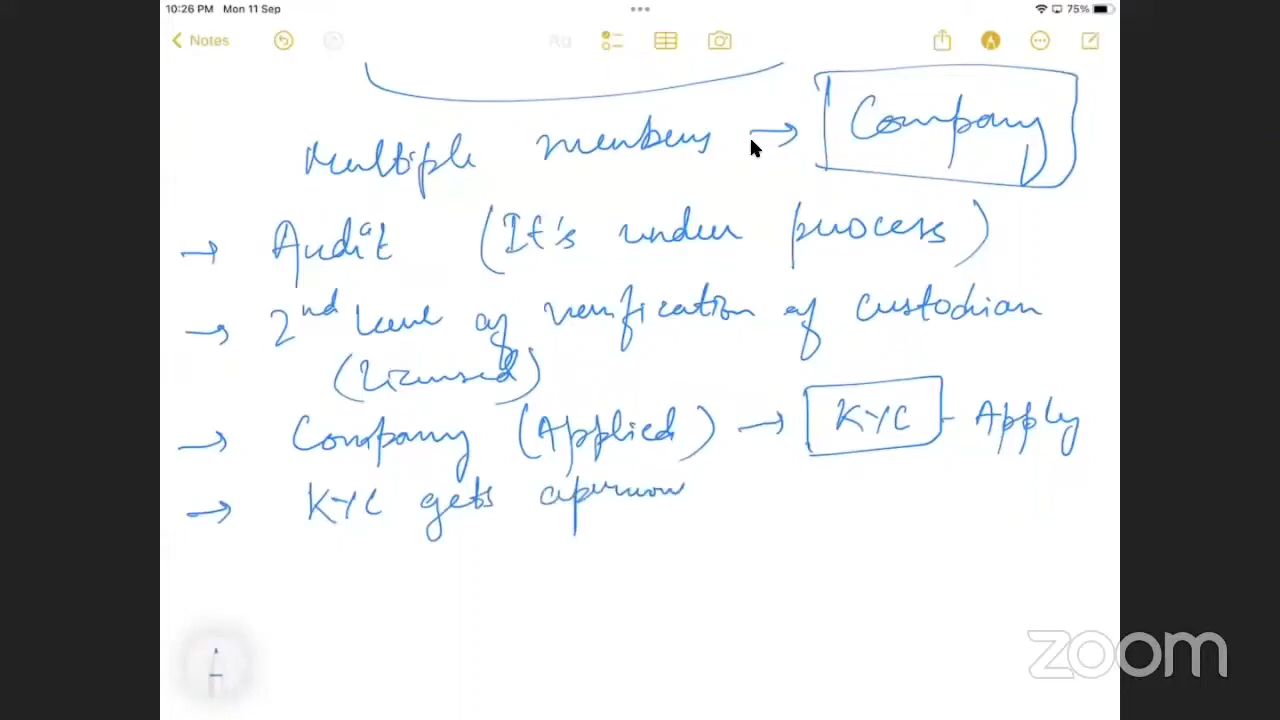 10:26 PM Mon 11 Sep
75%
Notes
Aa
Multiple members → Company
→ Audit (It's under process)
→ 2nd level of verification of custodian
(Licensed)
→ Company (Applied) → KYC - Apply
→ KYC gets
zoom